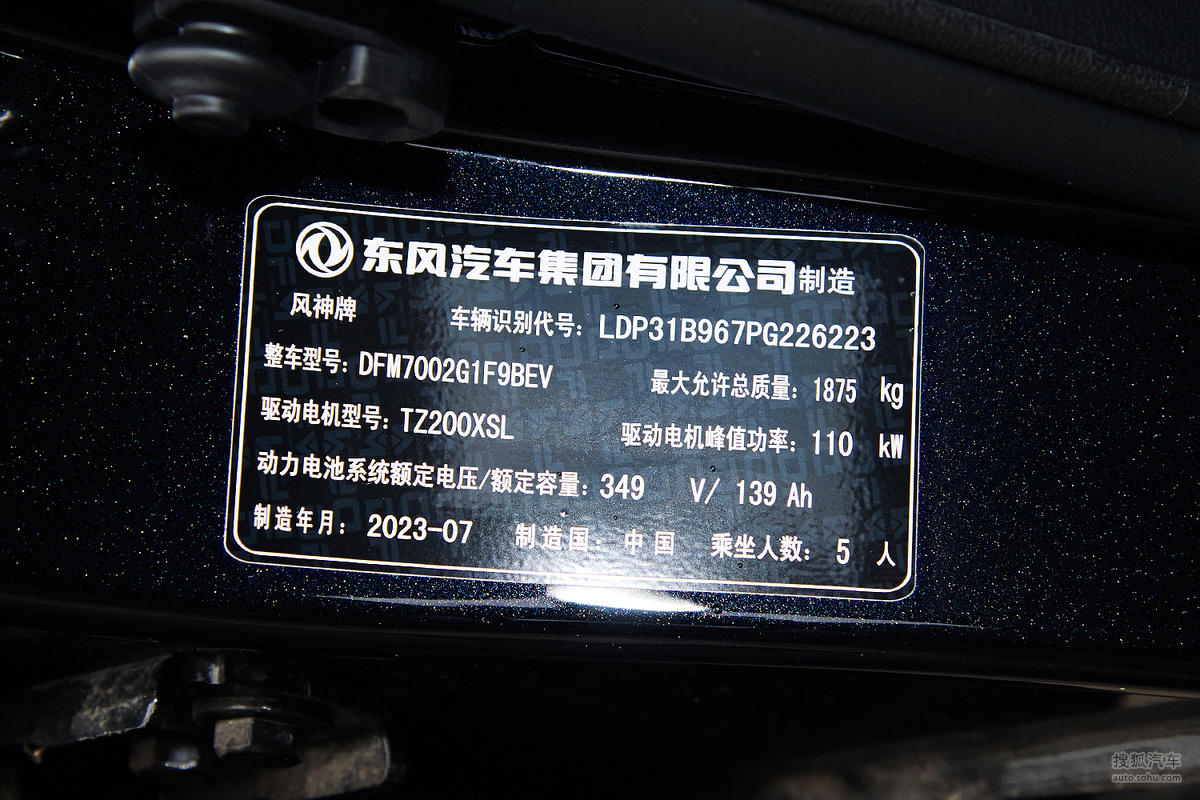 东风汽车集团有限公司制造
风神牌 车辆识别代号：LDP31B967PG226223
整车型号：DFM7002G1F9BEV 最大允许总质量：1875 kg
驱动电机型号：TZ200XSL 驱动电机峰值功率：110 kW
动力电池系统额定电压/额定容量：349 V/ 139 Ah
制造年月：2023-07 制造国：中国 乘坐人数：5 人
搜狐汽车
auto.sohu.com